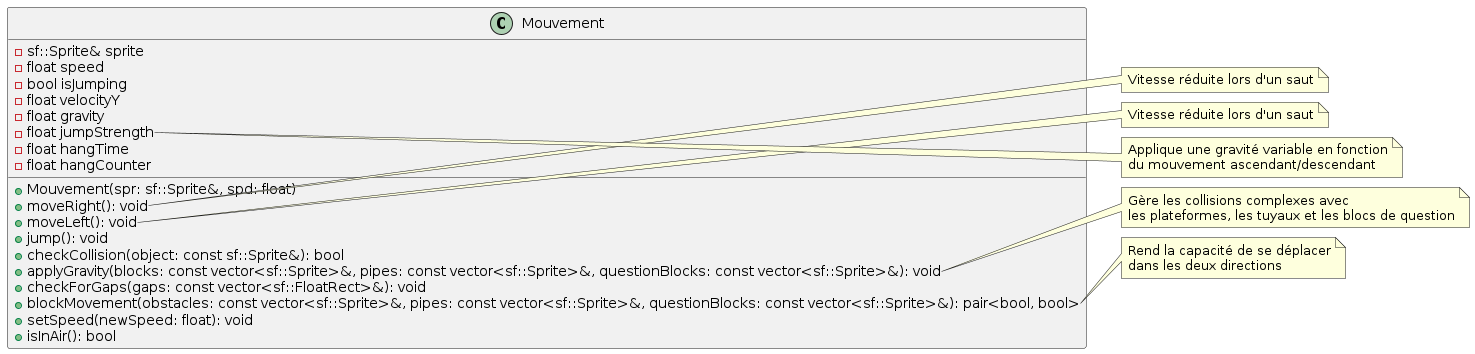 C Mouvement
sf::Sprite& sprite
float speed
bool isJumping
float velocityY
float gravity
float jumpStrength
float hangTime
float hangCounter
Mouvement(spr: sf::Sprite&, spd: float)
moveRight(): void
moveLeft(): void
jump(): void
checkCollision(object: const sf::Sprite&): bool
applyGravity(blocks: const vector<sf::Sprite>&, pipes: const vector<sf::Sprite>&, questionBlocks: const vector<sf::Sprite>&): void
checkForGaps(gaps: const vector<sf::FloatRect>&): void
blockMovement(obstacles: const vector<sf::Sprite>&, pipes: const vector<sf::Sprite>&, questionBlocks: const vector<sf::Sprite>&): pair<bool, bool>
setSpeed(newSpeed: float): void
isInAir(): bool
Vitesse réduite lors d'un saut
Vitesse réduite lors d'un saut
Applique une gravité variable en fonction
du mouvement ascendant/descendant
Gère les collisions complexes avec
les plateformes, les tuyaux et les blocs de question
Rend la capacité de se déplacer
dans les deux directions